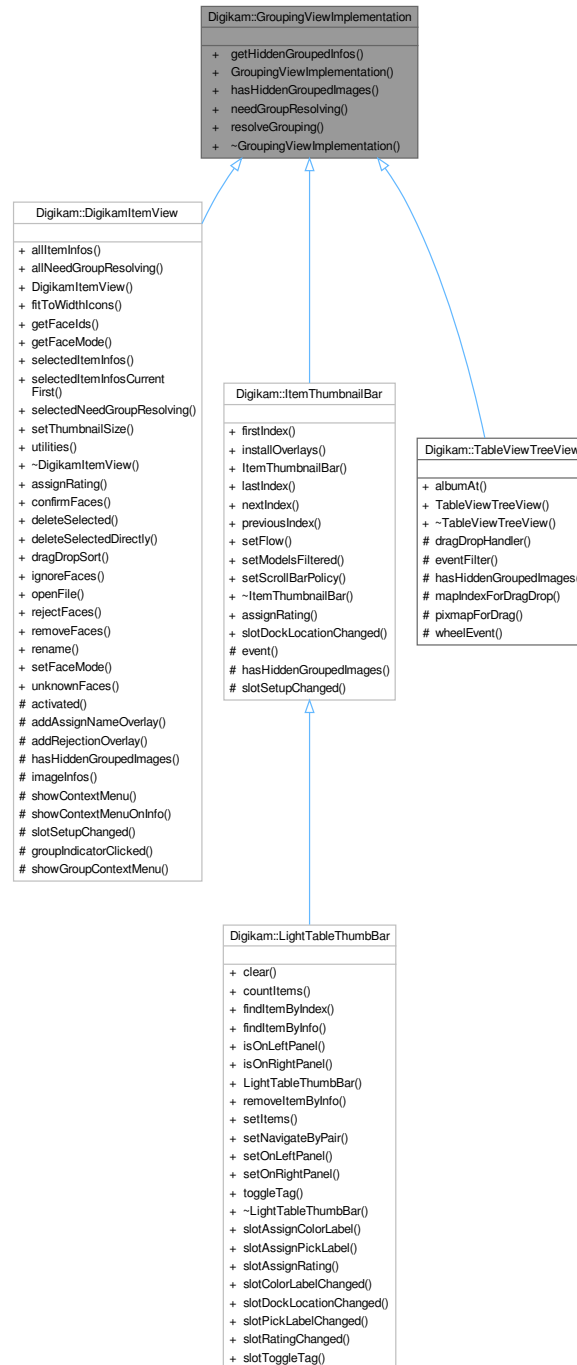 Digikam::GroupingViewImplementation
+ getHiddenGroupedInfos()
+ GroupingViewImplementation()
+ hasHiddenGroupedImages()
+ needGroupResolving()
+ resolveGrouping()
+ ~GroupingViewImplementation()
Digikam::DigikamItemView
+ allItemInfos()
+ allNeedGroupResolving()
+ DigikamItemView()
+ fitToWidthIcons()
+ getFaceIds()
+ getFaceMode()
+ selectedItemInfos()
+ selectedItemInfosCurrent
First()
+ selectedNeedGroupResolving()
+ setThumbnailSize()
+ utilities()
+ ~DigikamItemView()
+ assignRating()
+ confirmFaces()
+ deleteSelected()
+ deleteSelectedDirectly()
+ dragDropSort()
+ ignoreFaces()
+ openFile()
+ rejectFaces()
+ removeFaces()
+ rename()
+ setFaceMode()
+ unknownFaces()
# activated()
# addAssignNameOverlay()
# addRejectionOverlay()
# hasHiddenGroupedImages()
# imageInfos()
# showContextMenu()
# showContextMenuOnInfo()
# slotSetupChanged()
# groupIndicatorClicked()
# showGroupContextMenu()
Digikam::ItemThumbnailBar
+ firstIndex()
+ installOverlays()
+ ItemThumbnailBar()
+ lastIndex()
+ nextIndex()
+ previousIndex()
+ setFlow()
+ setModelsFiltered()
+ setScrollBarPolicy()
+ ~ItemThumbnailBar()
+ assignRating()
+ slotDockLocationChanged()
# event()
# hasHiddenGroupedImages()
# slotSetupChanged()
Digikam::TableViewTreeView
+ albumAt()
+ TableViewTreeView()
+ ~TableViewTreeView()
# dragDropHandler()
# eventFilter()
# hasHiddenGroupedImages(
# mapIndexForDragDrop()
# pixmapForDrag()
# wheelEvent()
Digikam::LightTableThumbBar
+ clear()
+ countItems()
+ findItemByIndex()
+ findItemByInfo()
+ isOnLeftPanel()
+ isOnRightPanel()
+ LightTableThumbBar()
+ removeItemByInfo()
+ setItems()
+ setNavigateByPair()
+ setOnLeftPanel()
+ setOnRightPanel()
+ toggleTag()
+ ~LightTableThumbBar()
+ slotAssignColorLabel()
+ slotAssignPickLabel()
+ slotAssignRating()
+ slotColorLabelChanged()
+ slotDockLocationChanged()
+ slotPickLabelChanged()
+ slotRatingChanged()
+ slotToggleTag()